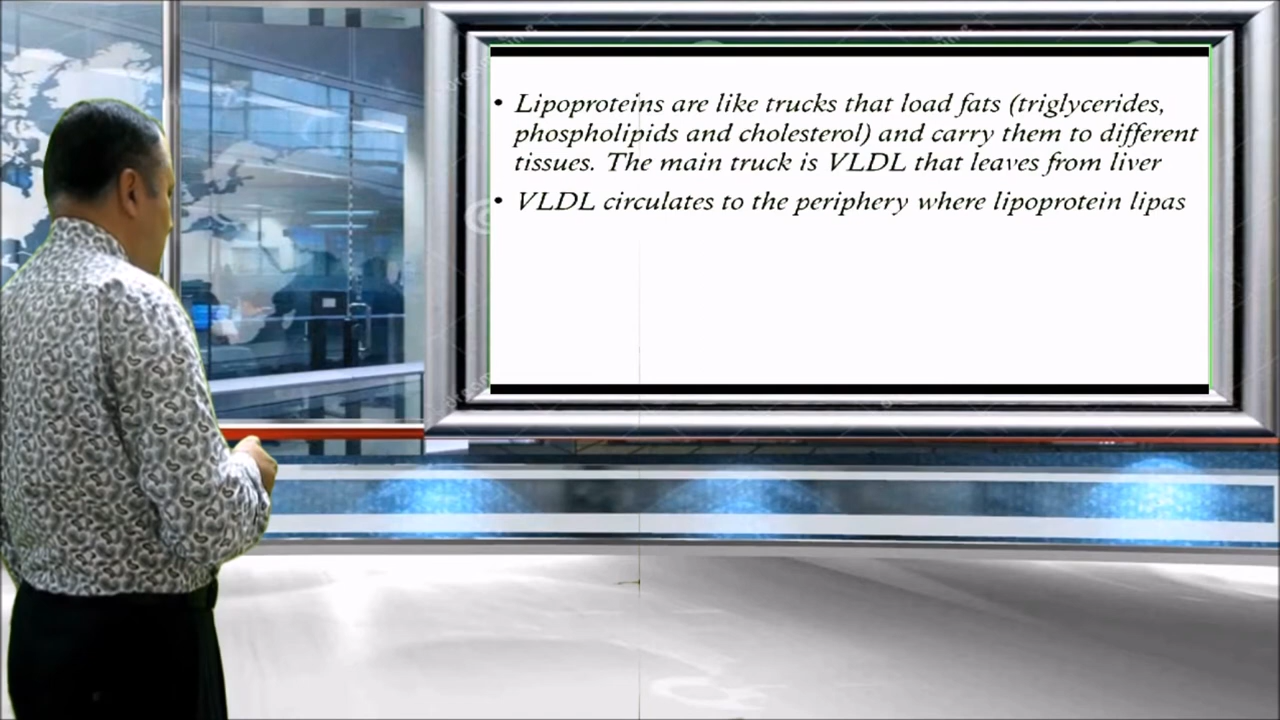 • Lipoproteins are like trucks that load fats (triglycerides,
phospholipids and cholesterol) and carry them to different
tissues. The main truck is VLDL that leaves from liver
• VLDL circulates to the periphery where lipoprotein lipas